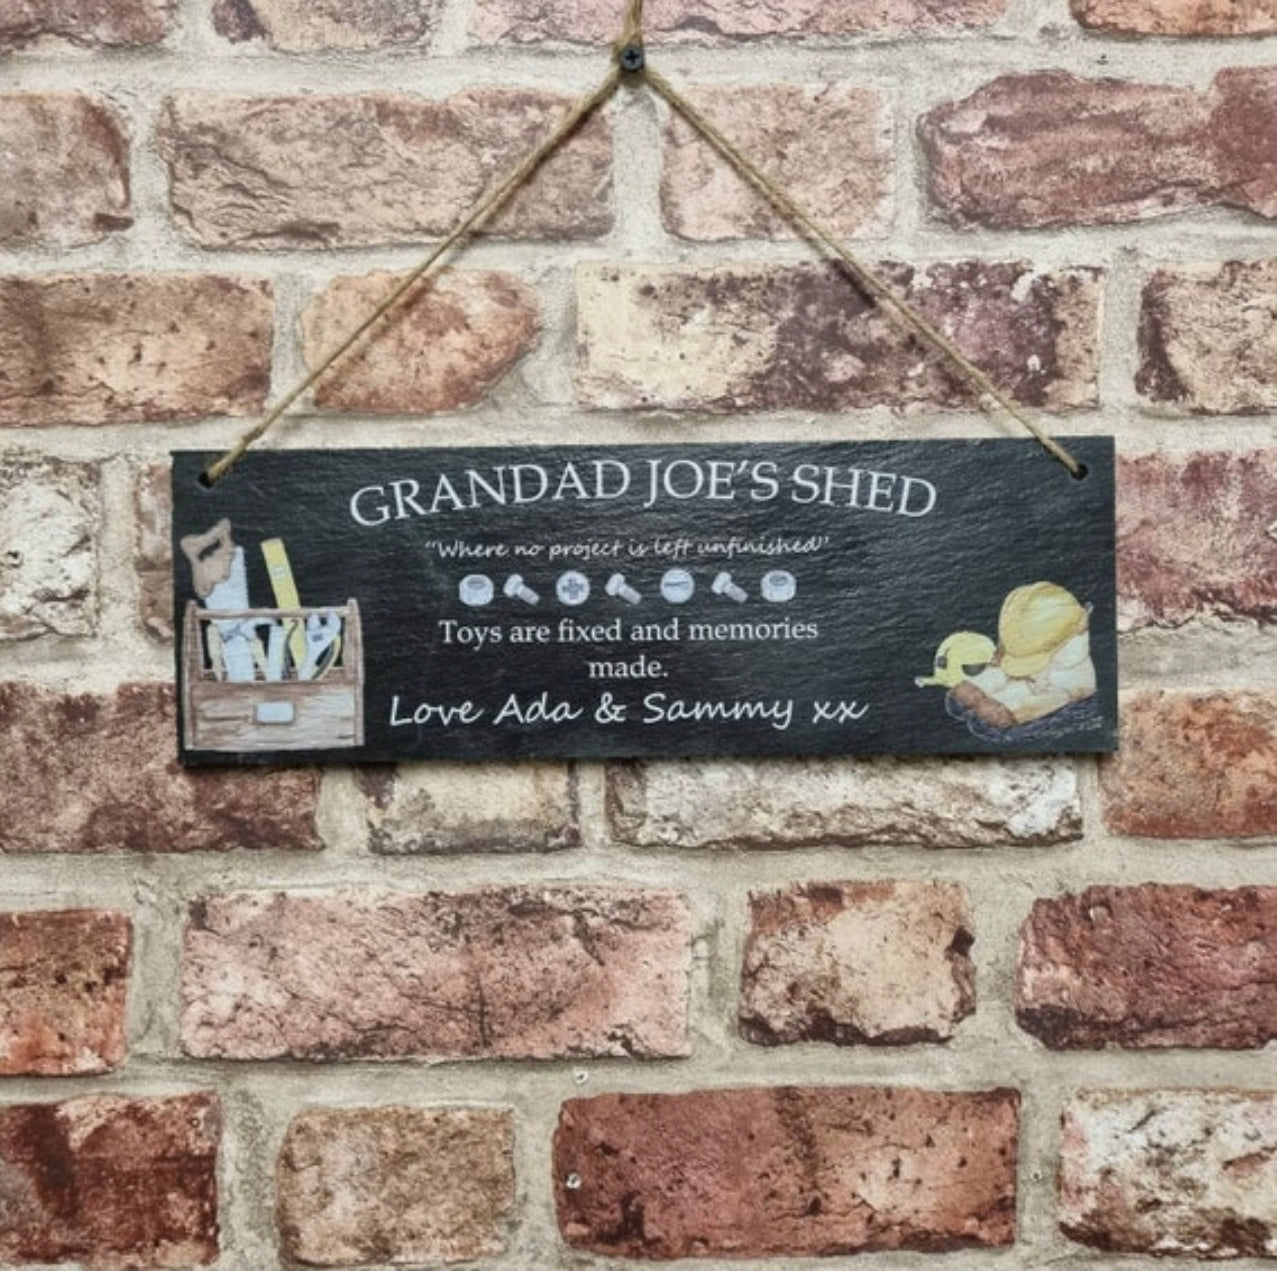 GRANDAD JOE'S SHED
"Where no project is left unfinished"
Toys are fixed and memories
made.
Love Ada & Sammy xx